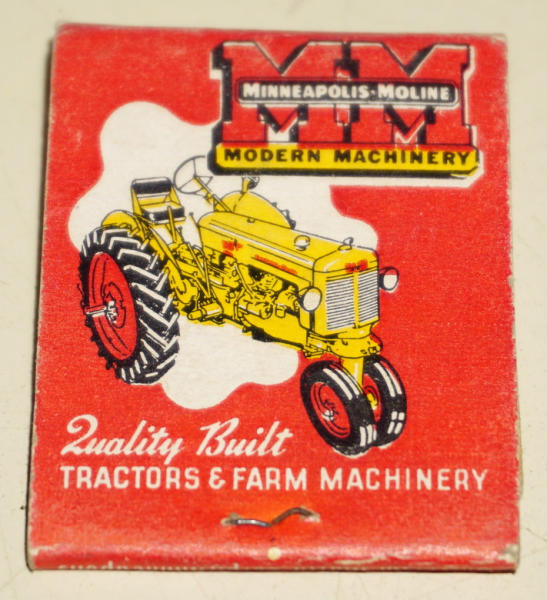 MM
MINNEAPOLIS-MOLINE
MODERN MACHINERY
Quality Built
TRACTORS & FARM MACHINERY